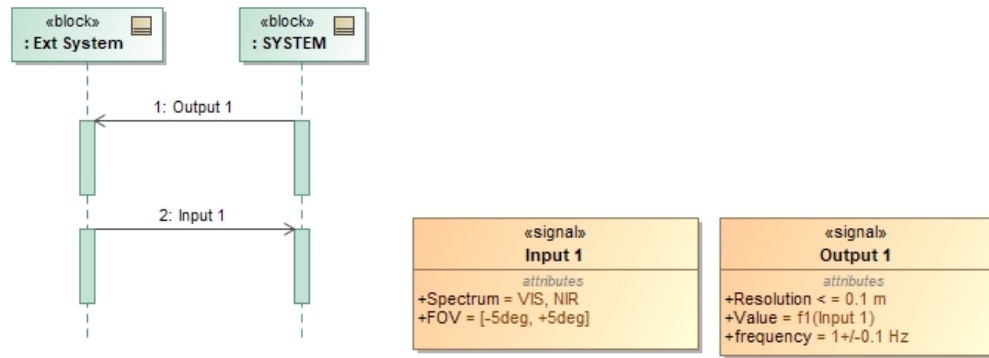 «block»
: Ext System
«block»
: SYSTEM
1: Output 1
2: Input 1
«signal»
Input 1
attributes
+Spectrum = VIS, NIR
+FOV = [-5deg, +5deg]
«signal»
Output 1
attributes
+Resolution < = 0.1 m
+Value = f1(Input 1)
+frequency = 1+/-0.1 Hz